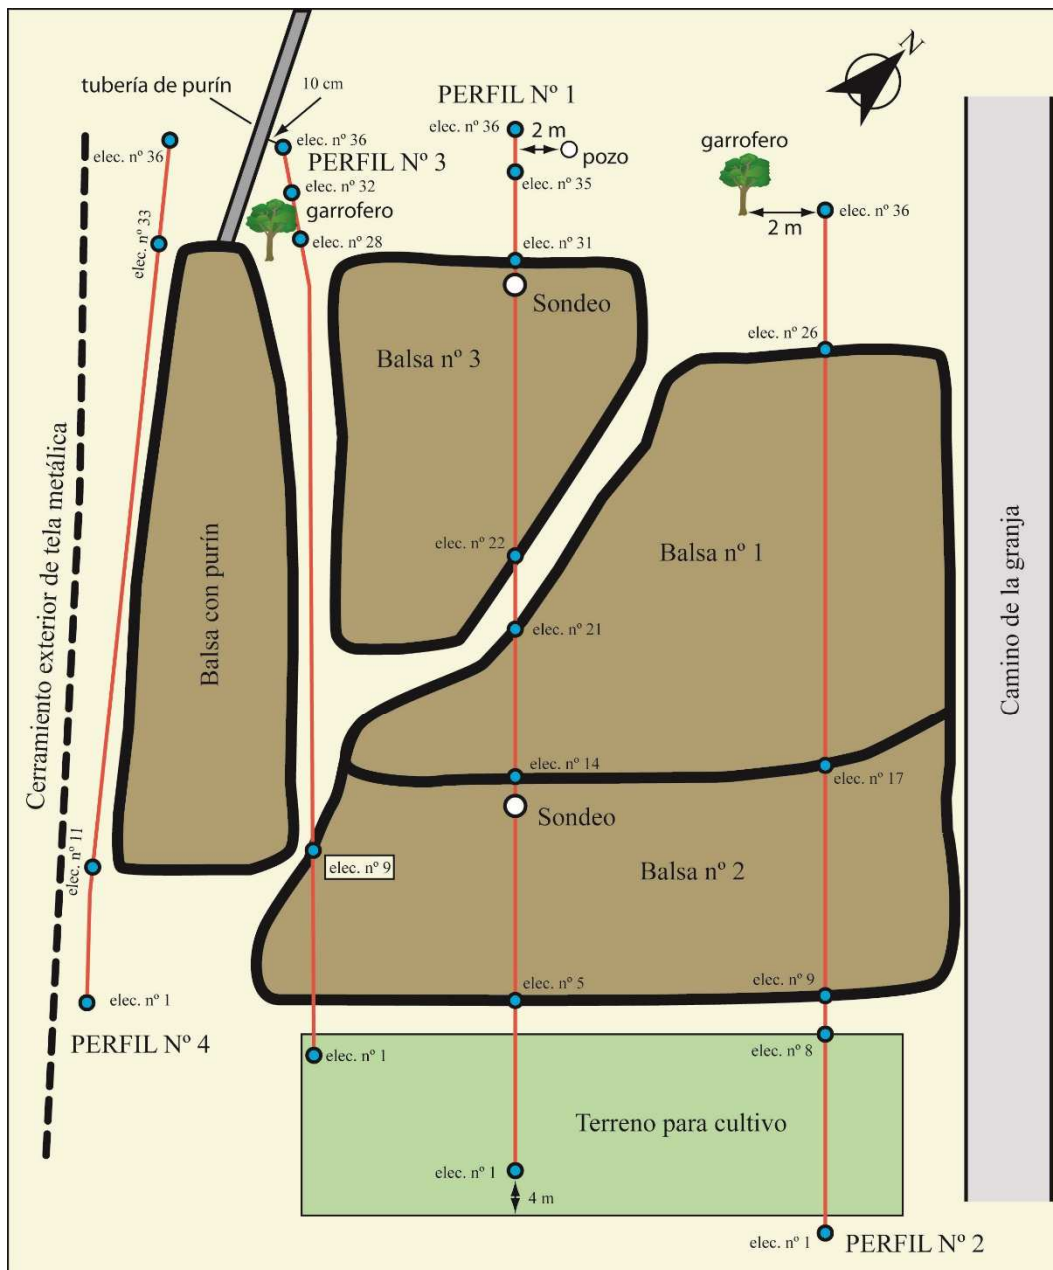 N
tubería de purín
10 cm
PERFIL Nº 1
elec. nº 36
2 m
pozo
garrofero
elec. nº 36
elec. nº 36
PERFIL Nº 3
elec. nº 35
elec. nº 32
garrofero
elec. nº 36
2 m
elec. nº 33
elec. nº 28
elec. nº 31
Sondeo
elec. nº 26
Balsa nº 3
Cerramiento exterior de tela metálica
Balsa con purín
elec. nº 22
Balsa nº 1
Camino de la granja
elec. nº 21
elec. nº 14
elec. nº 17
Sondeo
elec. nº 11
elec. nº 9
Balsa nº 2
elec. nº 1
elec. nº 5
elec. nº 9
PERFIL Nº 4
elec. nº 1
elec. nº 8
Terreno para cultivo
elec. nº 1
4 m
elec. nº 1
PERFIL Nº 2